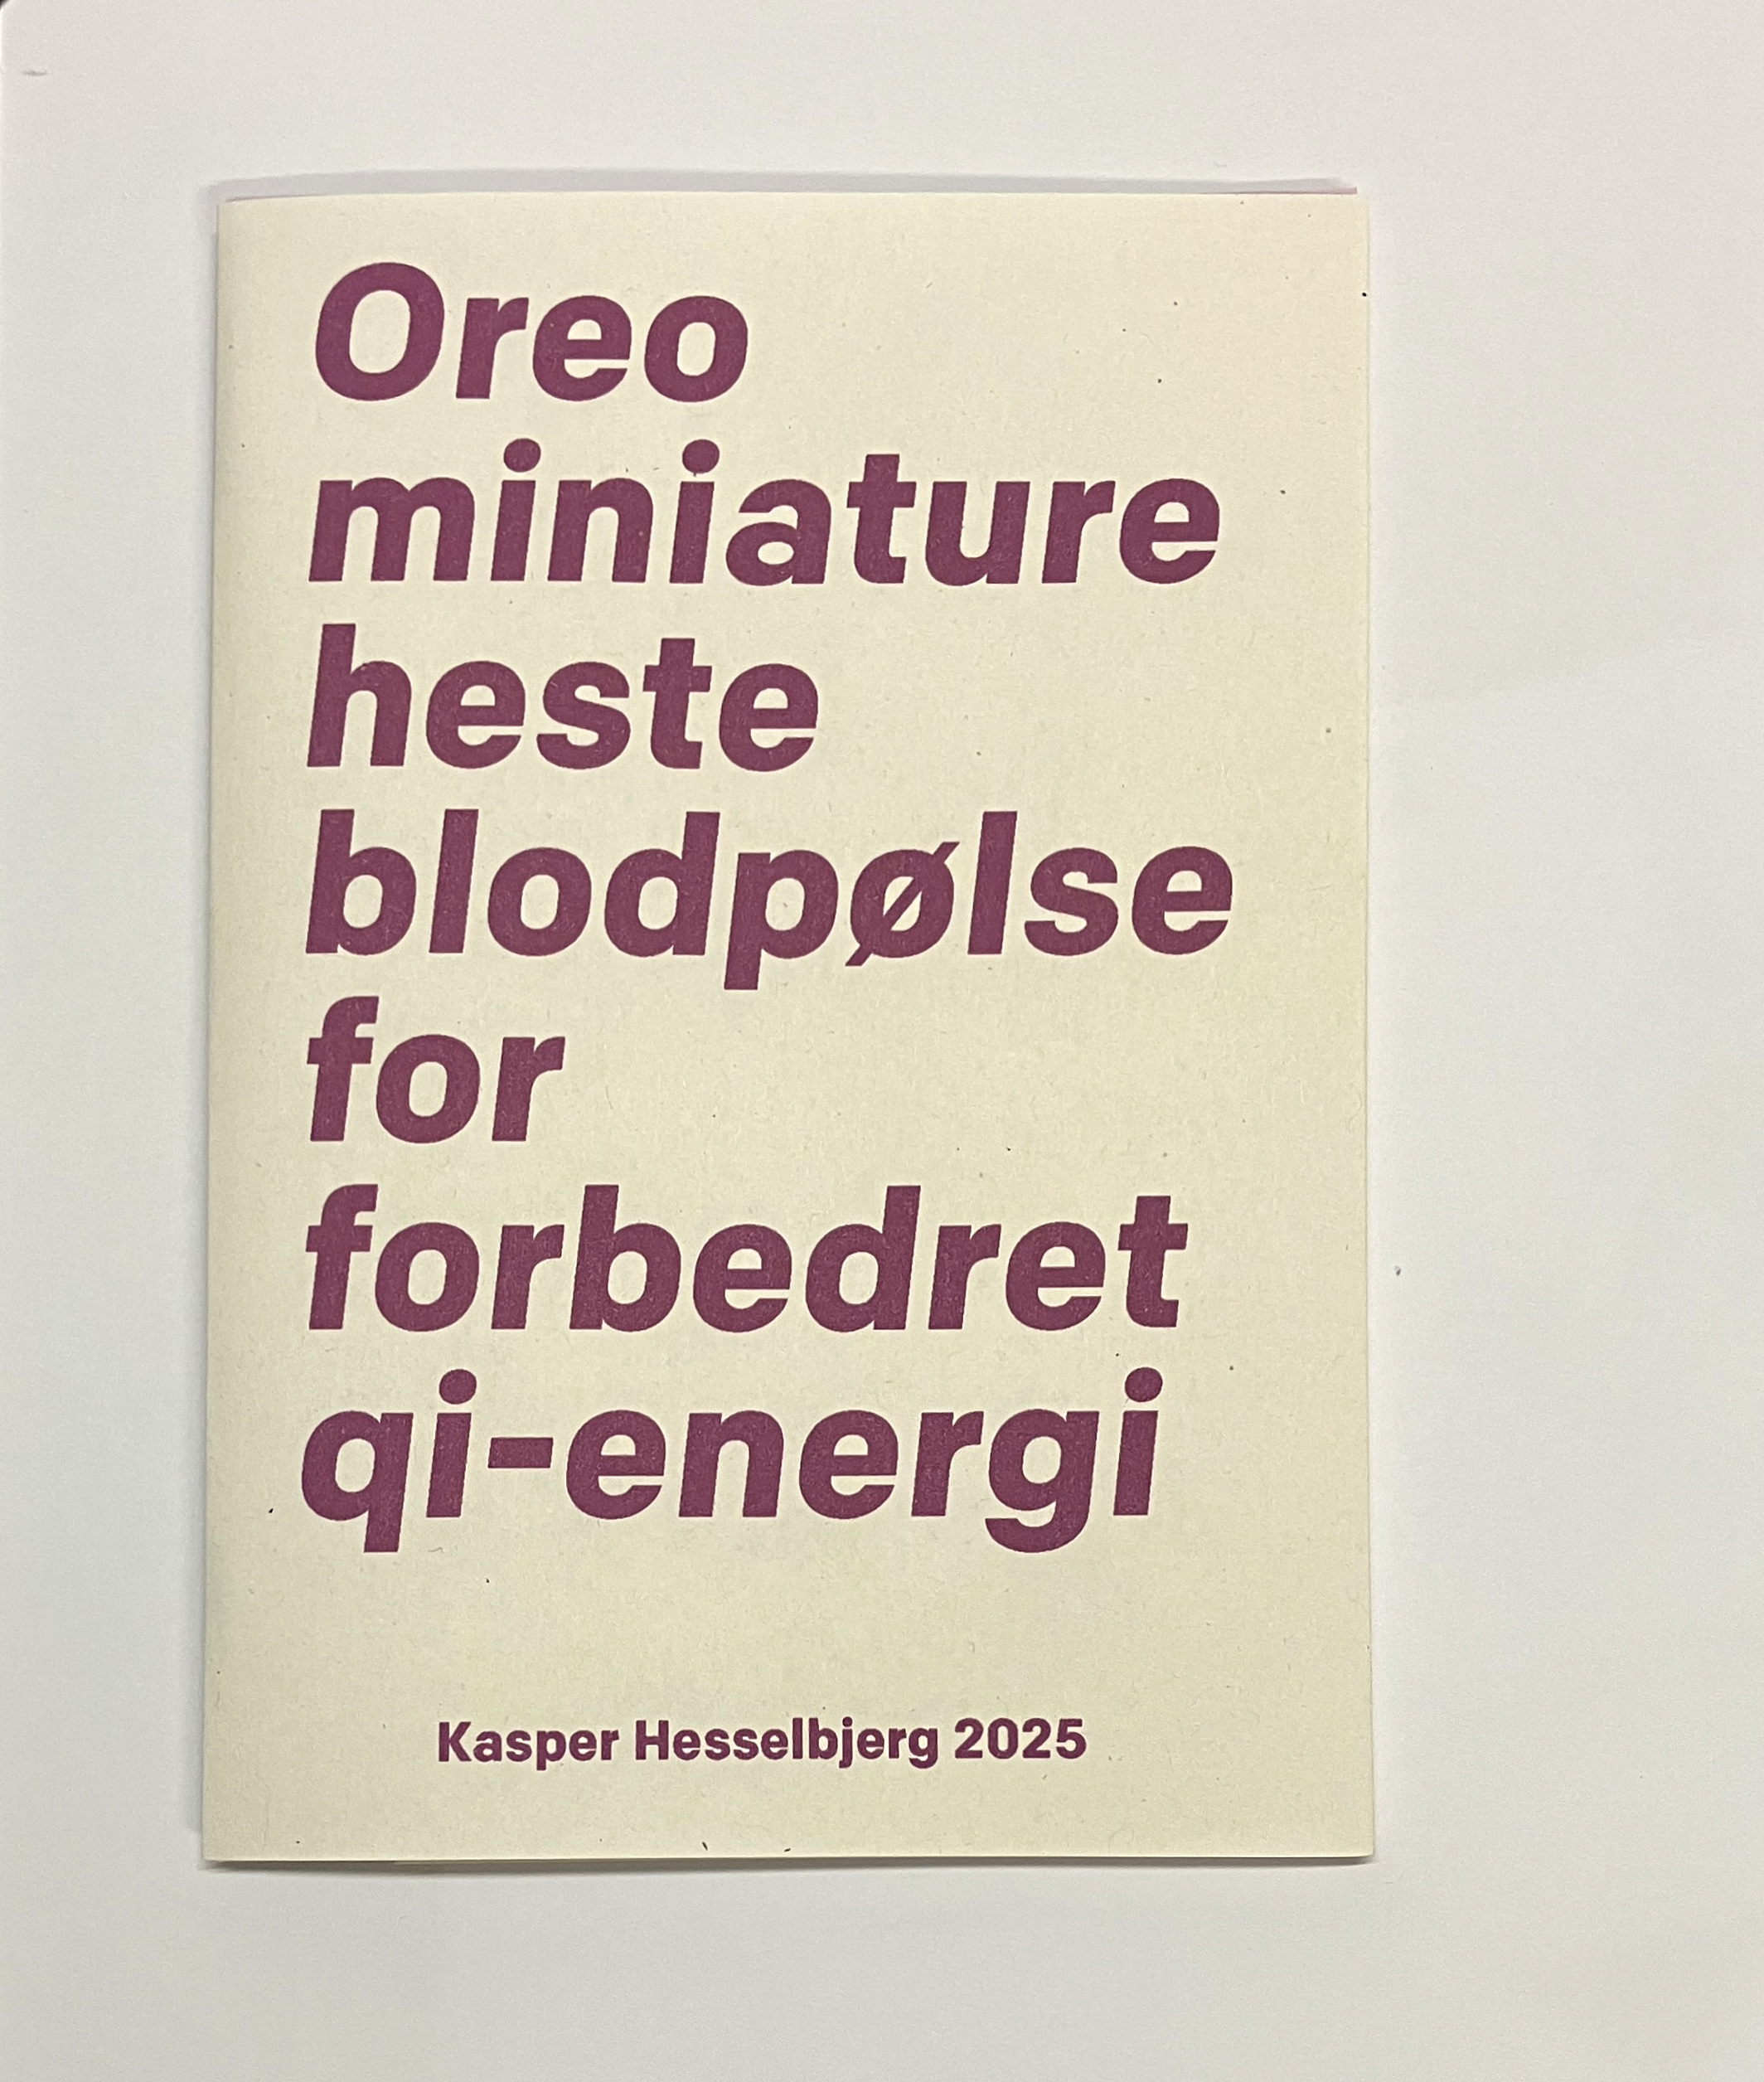 Oreo
miniature
heste
blodpølse
for
forbedret
qi-energi
Kasper Hesselbjerg 2025